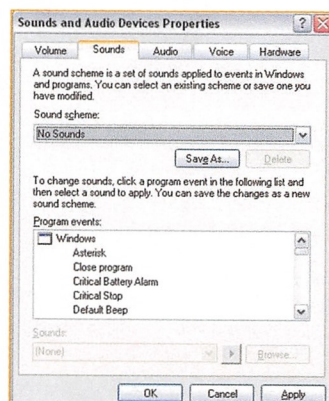 Sounds and Audio Devices Properties
Volume Sounds Audio Voice Hardware
A sound scheme is a set of sounds applied to events in Windows
and programs. You can select an existing scheme or save one you
have modified.
Sound scheme:
No Sounds
Save As... Delete
To change sounds, click a program event in the following list and
then select a sound to apply. You can save the changes as a new
sound scheme.
Program events:
Windows
Asterisk
Close program
Critical Battery Alarm
Critical Stop
Default Beep
Sounds:
(None) Browse...
OK Cancel Apply